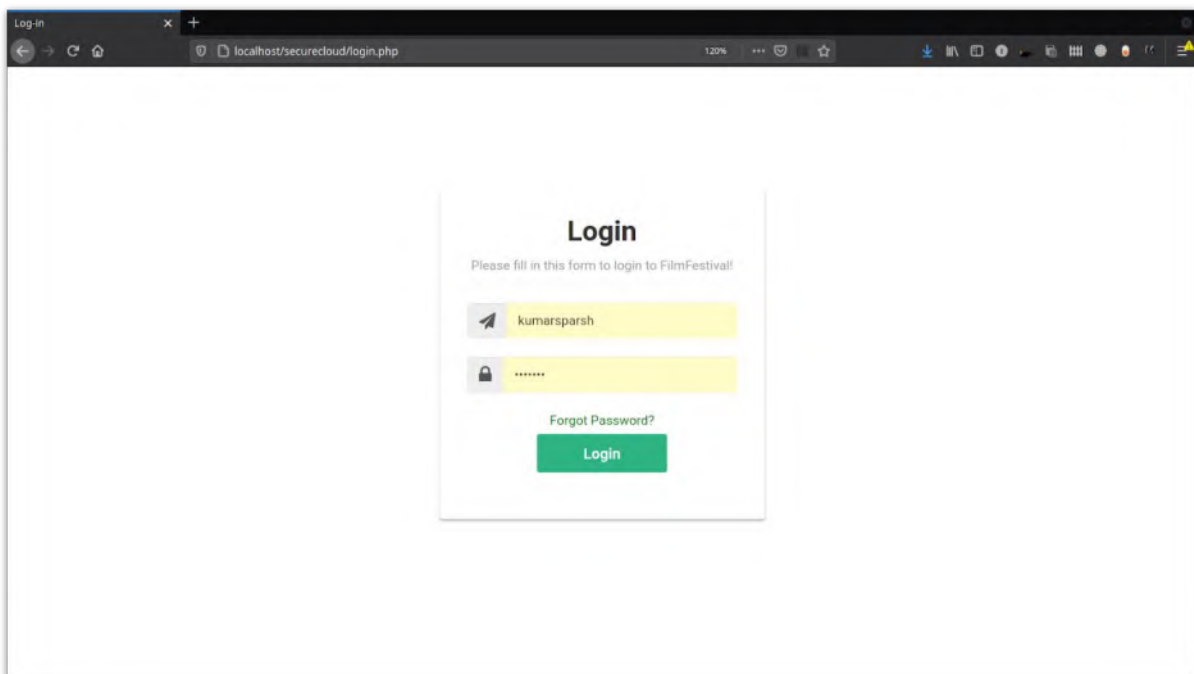 Log-in
localhost/securecloud/login.php
120%
Login
Please fill in this form to login to FilmFestival!
kumarsparsh
•••••••
Forgot Password?
Login